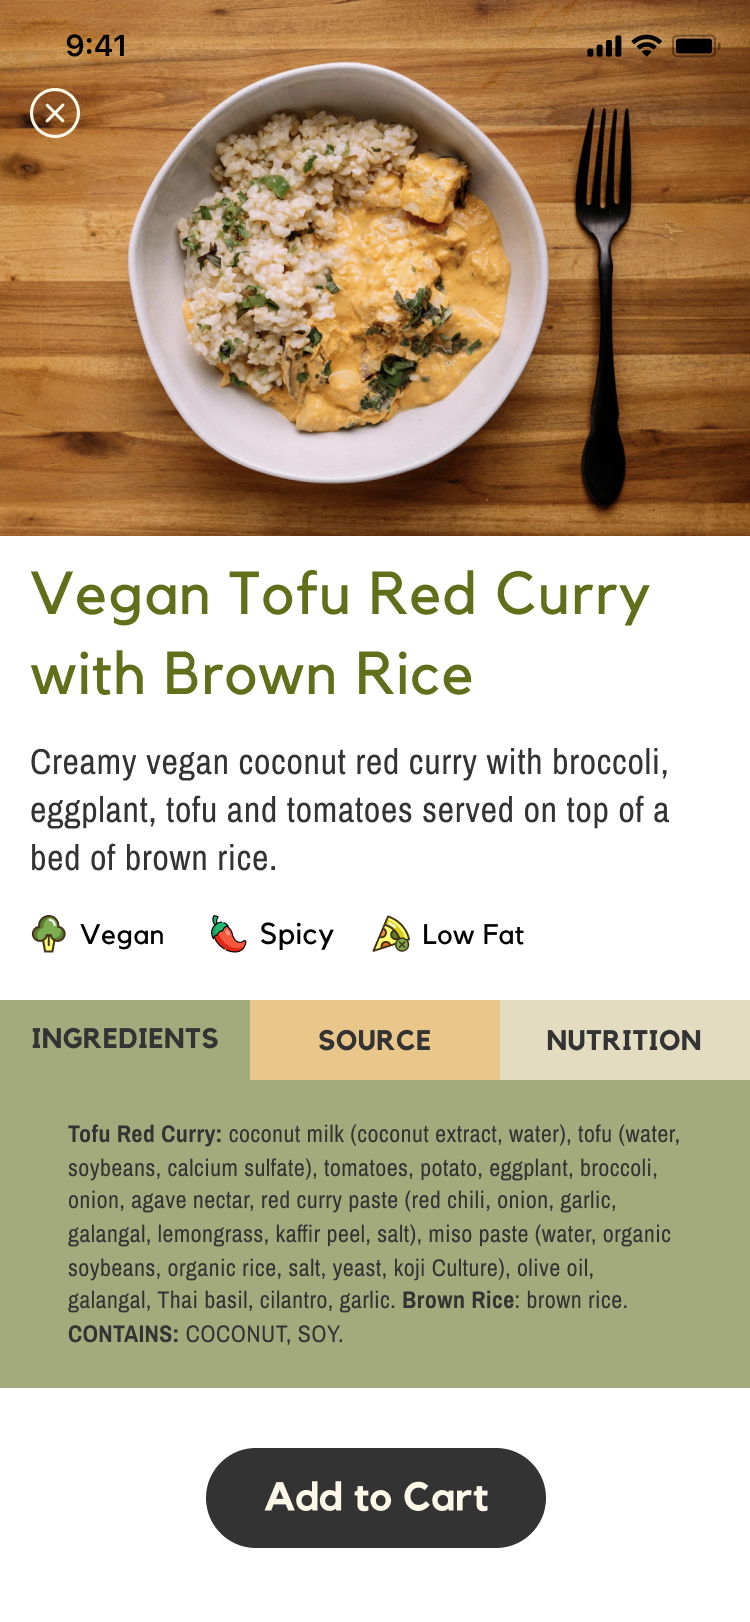 9:41
Vegan Tofu Red Curry
with Brown Rice
Creamy vegan coconut red curry with broccoli,
eggplant, tofu and tomatoes served on top of a
bed of brown rice.
Vegan Spicy Low Fat
INGREDIENTS SOURCE NUTRITION
Tofu Red Curry: coconut milk (coconut extract, water), tofu (water,
soybeans, calcium sulfate), tomatoes, potato, eggplant, broccoli,
onion, agave nectar, red curry paste (red chili, onion, garlic,
galangal, lemongrass, kaffir peel, salt), miso paste (water, organic
soybeans, organic rice, salt, yeast, koji Culture), olive oil,
galangal, Thai basil, cilantro, garlic. Brown Rice: brown rice.
CONTAINS: COCONUT, SOY.
Add to Cart